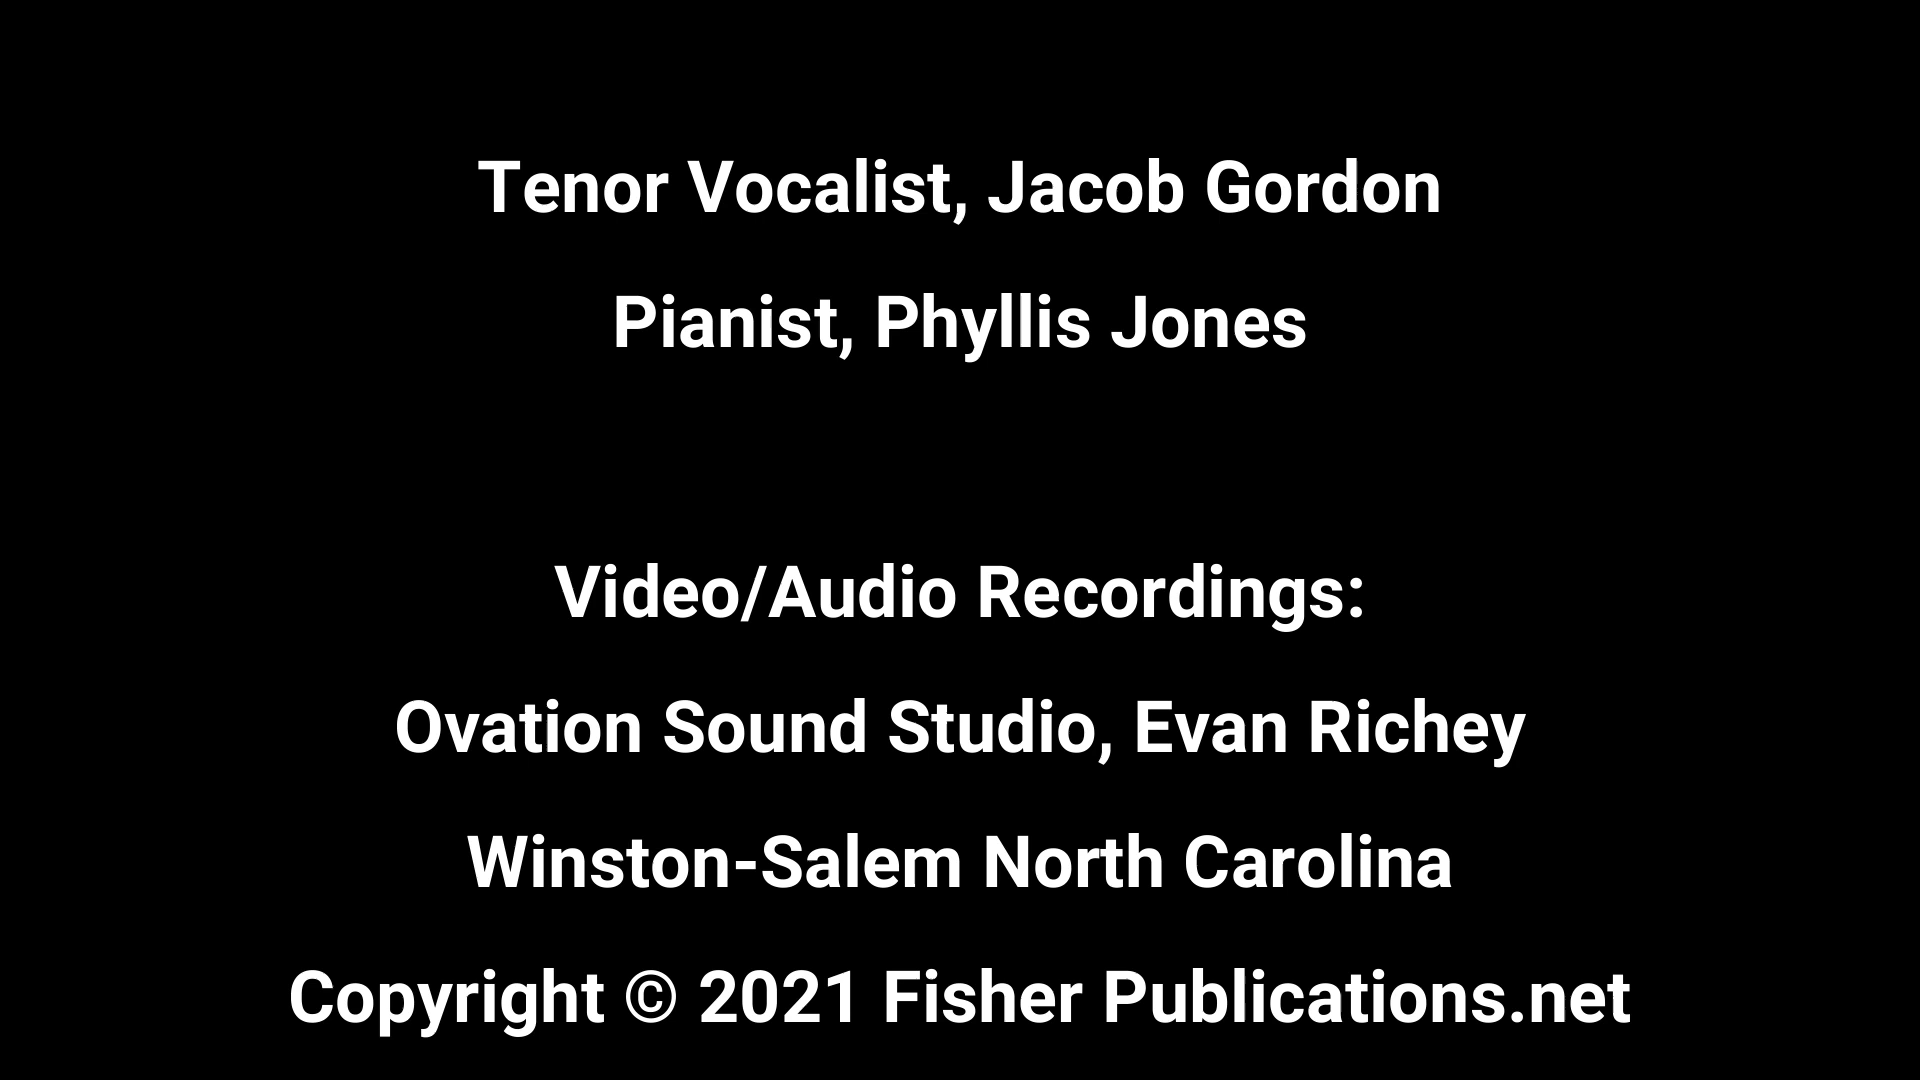 Tenor Vocalist, Jacob Gordon
Pianist, Phyllis Jones
Video/Audio Recordings:
Ovation Sound Studio, Evan Richey
Winston-Salem North Carolina
Copyright © 2021 Fisher Publications.net